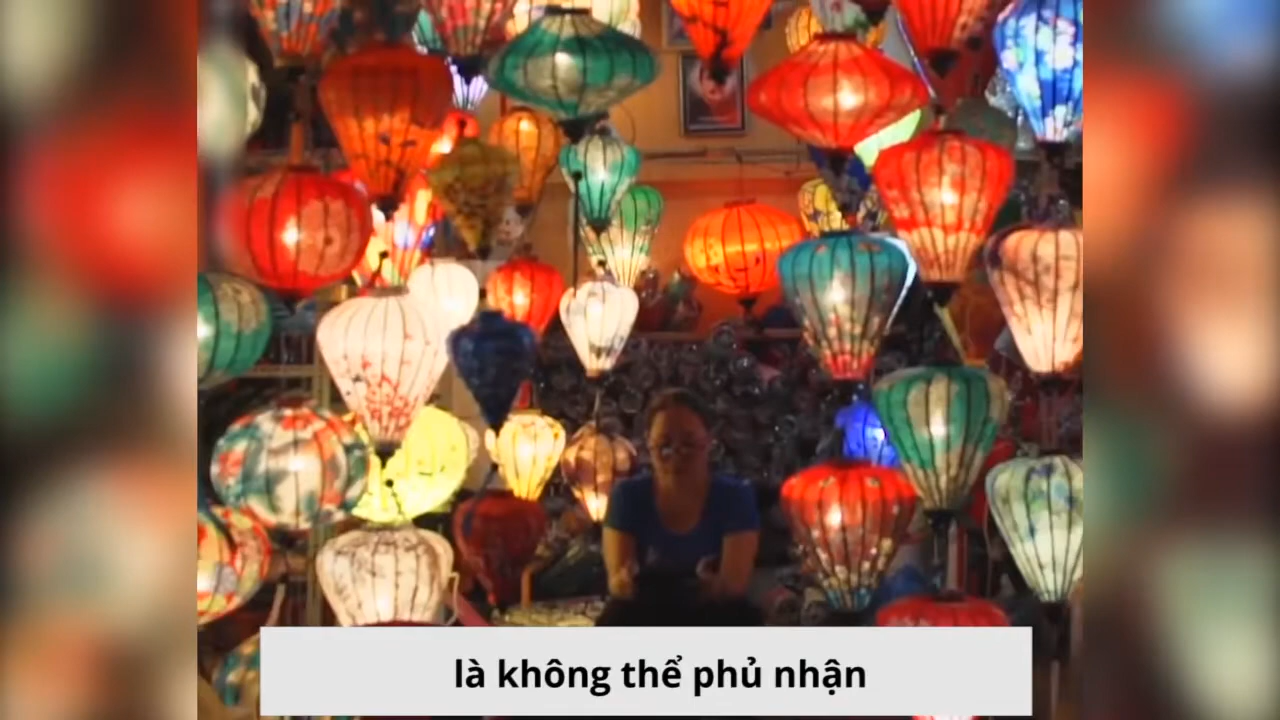 là không thể phủ nhận